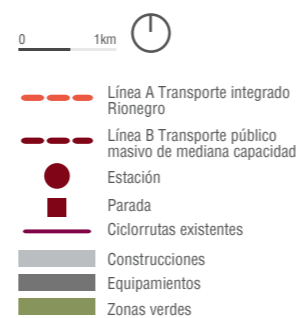 0 1km
Línea A Transporte integrado
Rionegro
Línea B Transporte público
masivo de mediana capacidad
Estación
Parada
Ciclorrutas existentes
Construcciones
Equipamientos
Zonas verdes